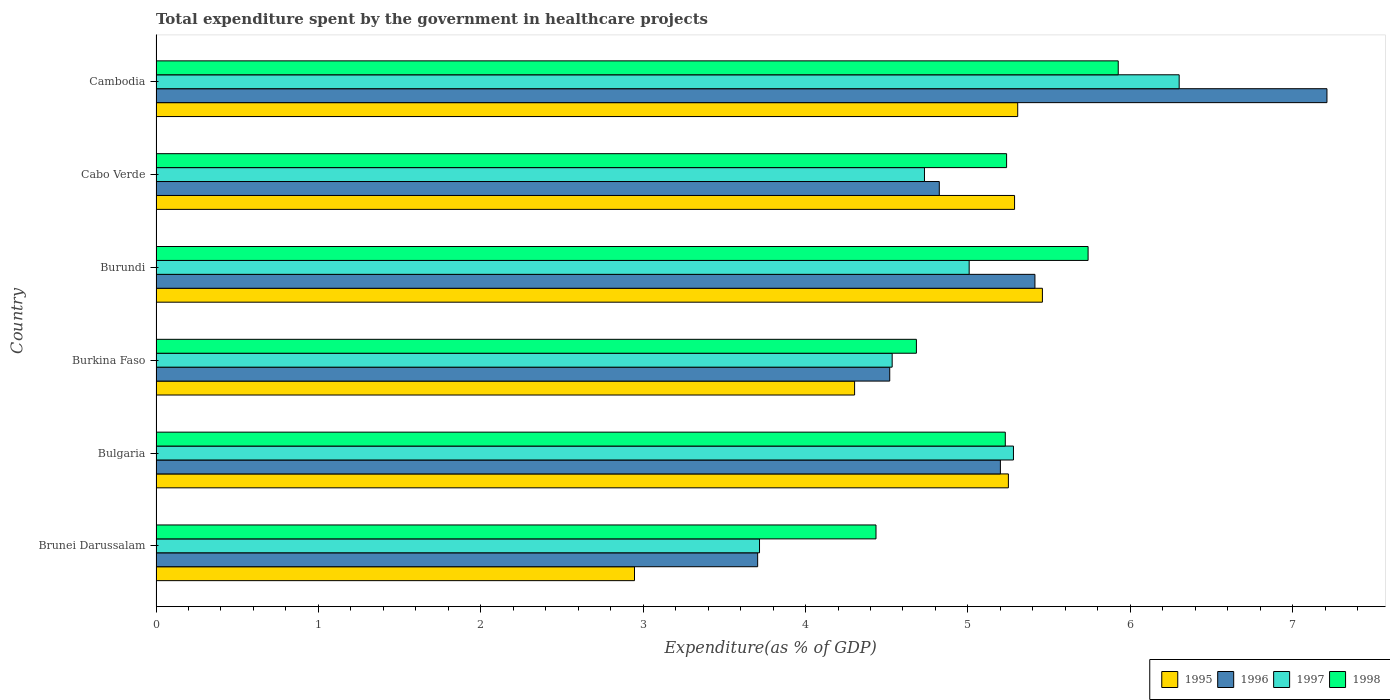 Total expenditure spent by the government in healthcare projects
Cambodia
Cabo Verde
Burundi
Burkina Faso
Bulgaria
Brunei Darussalam
Country
0 1 2 3 4 5 6 7
Expenditure(as % of GDP)
1995 1996 1997 1998